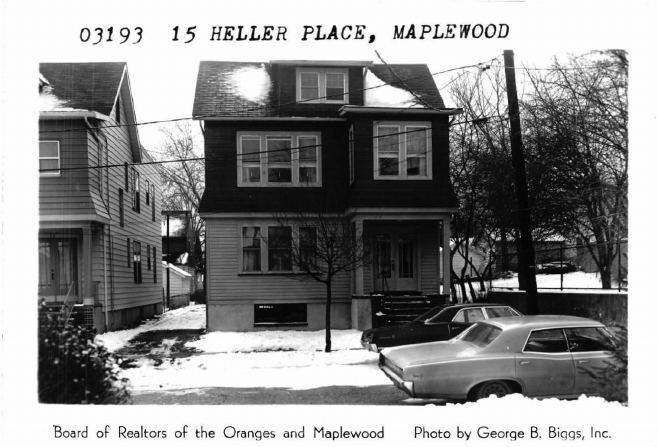 03193 15 HELLER PLACE, MAPLEWOOD
Board of Realtors of the Oranges and Maplewood Photo by George B. Biggs, Inc.